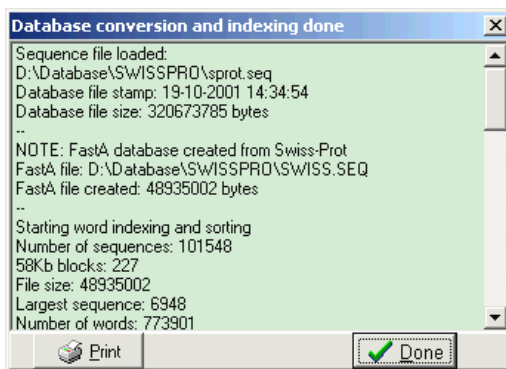 Database conversion and indexing done
Sequence file loaded:
D:\Database\SWISSPRO\sprot.seq
Database file stamp: 19-10-2001 14:34:54
Database file size: 320673785 bytes
--
NOTE: FastA database created from Swiss-Prot
FastA file: D:\Database\SWISSPRO\SWISS.SEQ
FastA file created: 48935002 bytes
--
Starting word indexing and sorting
Number of sequences: 101548
58Kb blocks: 227
File size: 48935002
Largest sequence: 6948
Number of words: 773901
Print
Done